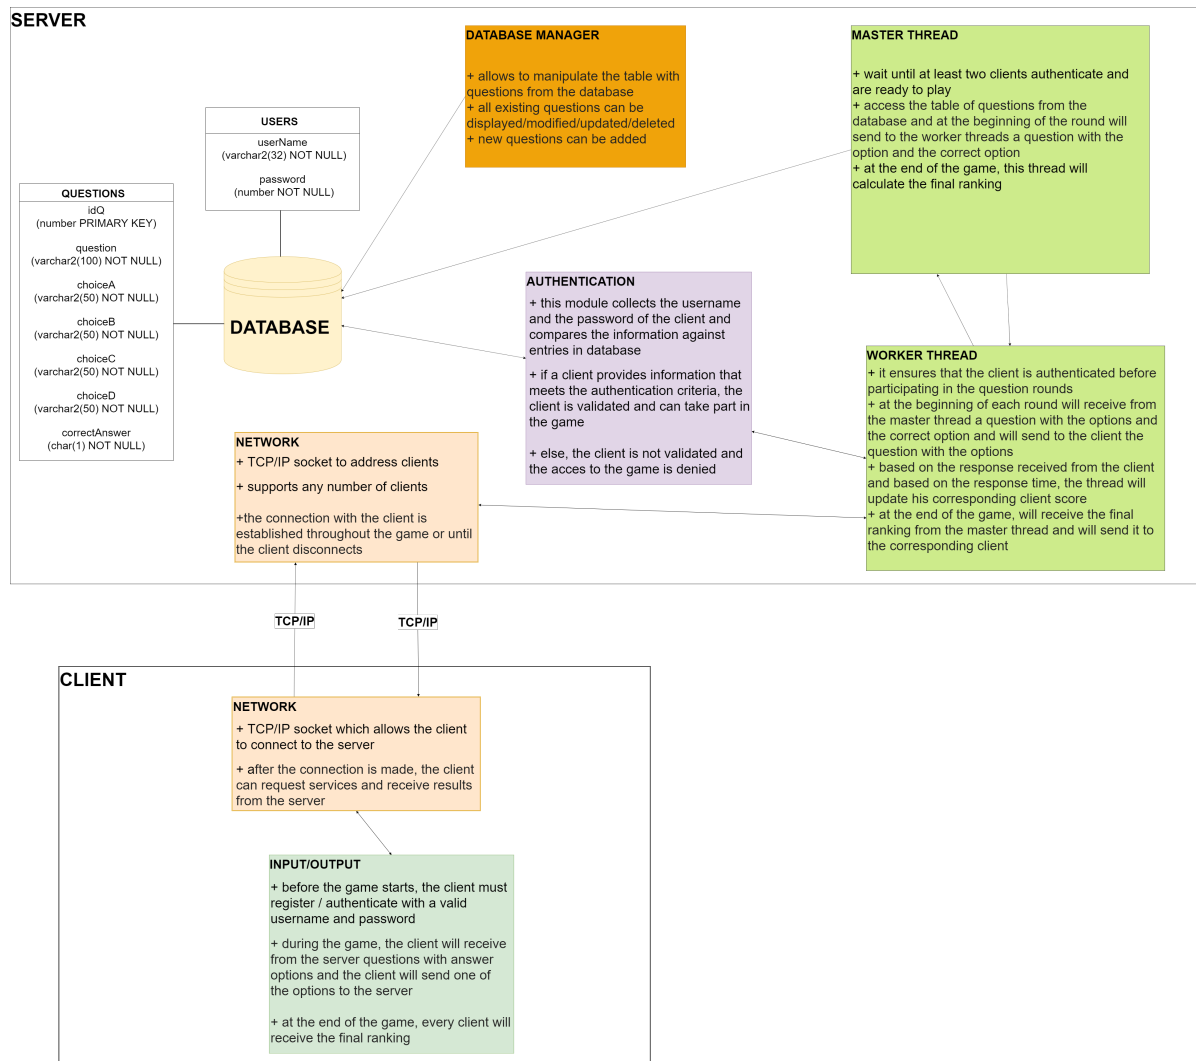 SERVER
DATABASE MANAGER
+ allows to manipulate the table with
questions from the database
+ all existing questions can be
displayed/modified/updated/deleted
+ new questions can be added
MASTER THREAD
+ wait until at least two clients authenticate and
are ready to play
+ access the table of questions from the
database and at the beginning of the round will
send to the worker threads a question with the
option and the correct option
+ at the end of the game, this thread will
calculate the final ranking
USERS
userName
(varchar2(32) NOT NULL)
password
(number NOT NULL)
QUESTIONS
idQ
(number PRIMARY KEY)
question
(varchar2(100) NOT NULL)
choiceA
(varchar2(50) NOT NULL)
choiceB
(varchar2(50) NOT NULL)
choiceC
(varchar2(50) NOT NULL)
choiceD
(varchar2(50) NOT NULL)
correctAnswer
(char(1) NOT NULL)
DATABASE
AUTHENTICATION
+ this module collects the username
and the password of the client and
compares the information against
entries in database
+ if a client provides information that
meets the authentication criteria, the
client is validated and can take part in
the game
+ else, the client is not validated and
the acces to the game is denied
WORKER THREAD
+ it ensures that the client is authenticated before
participating in the question rounds
+ at the beginning of each round will receive from
the master thread a question with the options and
the correct option and will send to the client the
question with the options
+ based on the response received from the client
and based on the response time, the thread will
update his corresponding client score
+ at the end of the game, will receive the final
ranking from the master thread and will send it to
the corresponding client
NETWORK
+ TCP/IP socket to address clients
+ supports any number of clients
+the connection with the client is
established throughout the game or until
the client disconnects
TCP/IP
TCP/IP
CLIENT
NETWORK
+ TCP/IP socket which allows the client
to connect to the server
+ after the connection is made, the client
can request services and receive results
from the server
INPUT/OUTPUT
+ before the game starts, the client must
register / authenticate with a valid
username and password
+ during the game, the client will receive
from the server questions with answer
options and the client will send one of
the options to the server
+ at the end of the game, every client will
receive the final ranking